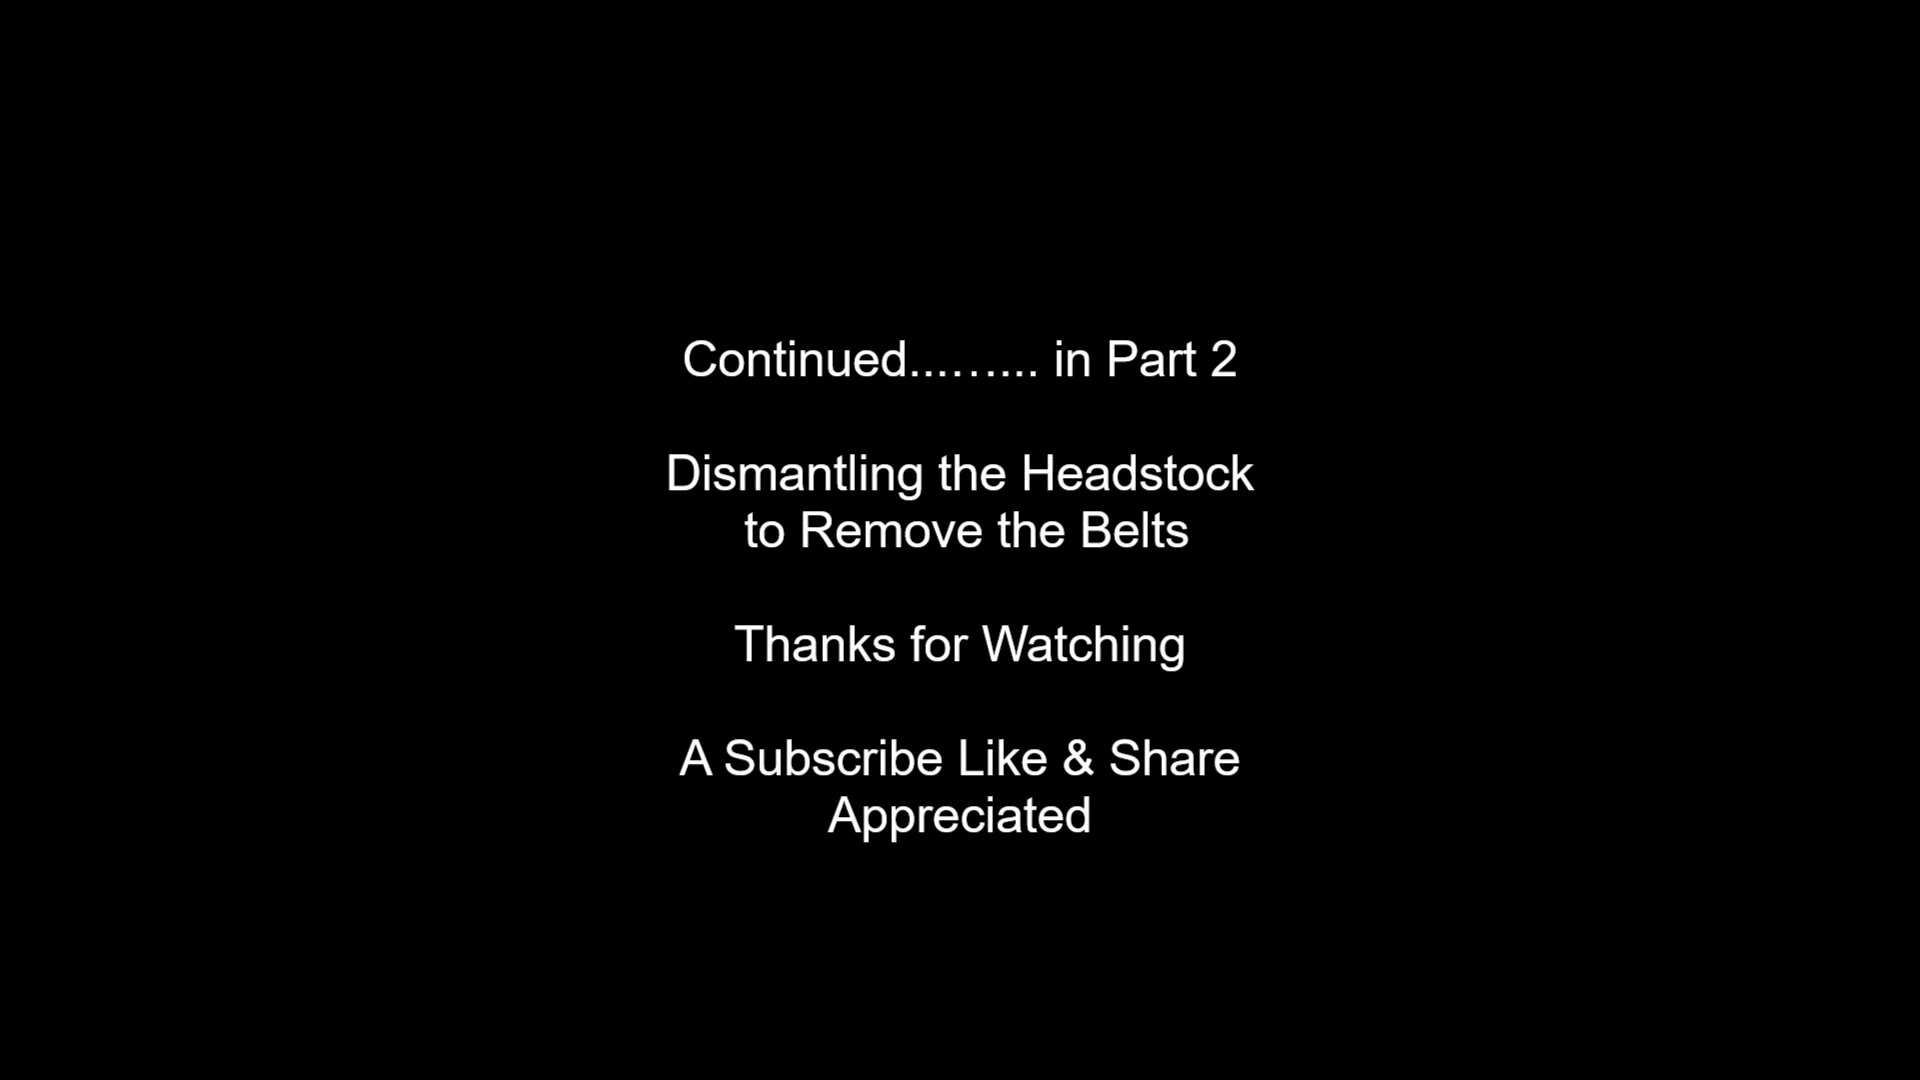 Continued...…... in Part 2
Dismantling the Headstock
to Remove the Belts
Thanks for Watching
A Subscribe Like & Share
Appreciated